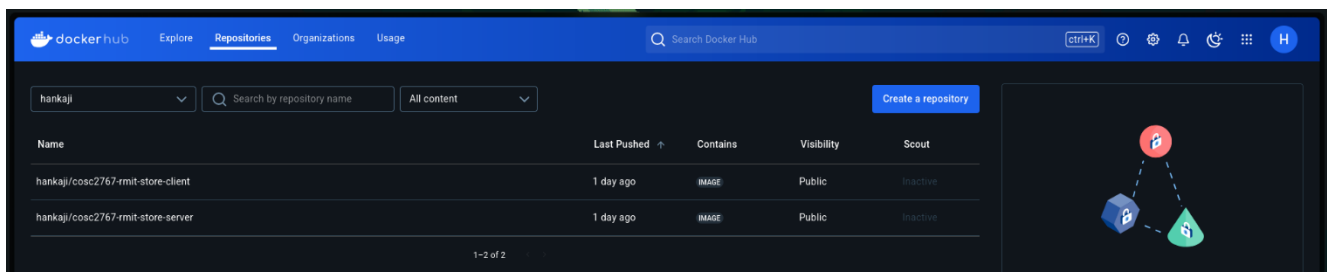 dockerhub Explore Repositories Organizations Usage Search Docker Hub ctrl+K H
hankaji Search by repository name All content Create a repository
Name Last Pushed Contains Visibility Scout
hankaji/cosc2767-rmit-store-client 1 day ago IMAGE Public Inactive
hankaji/cosc2767-rmit-store-server 1 day ago IMAGE Public Inactive
1–2 of 2